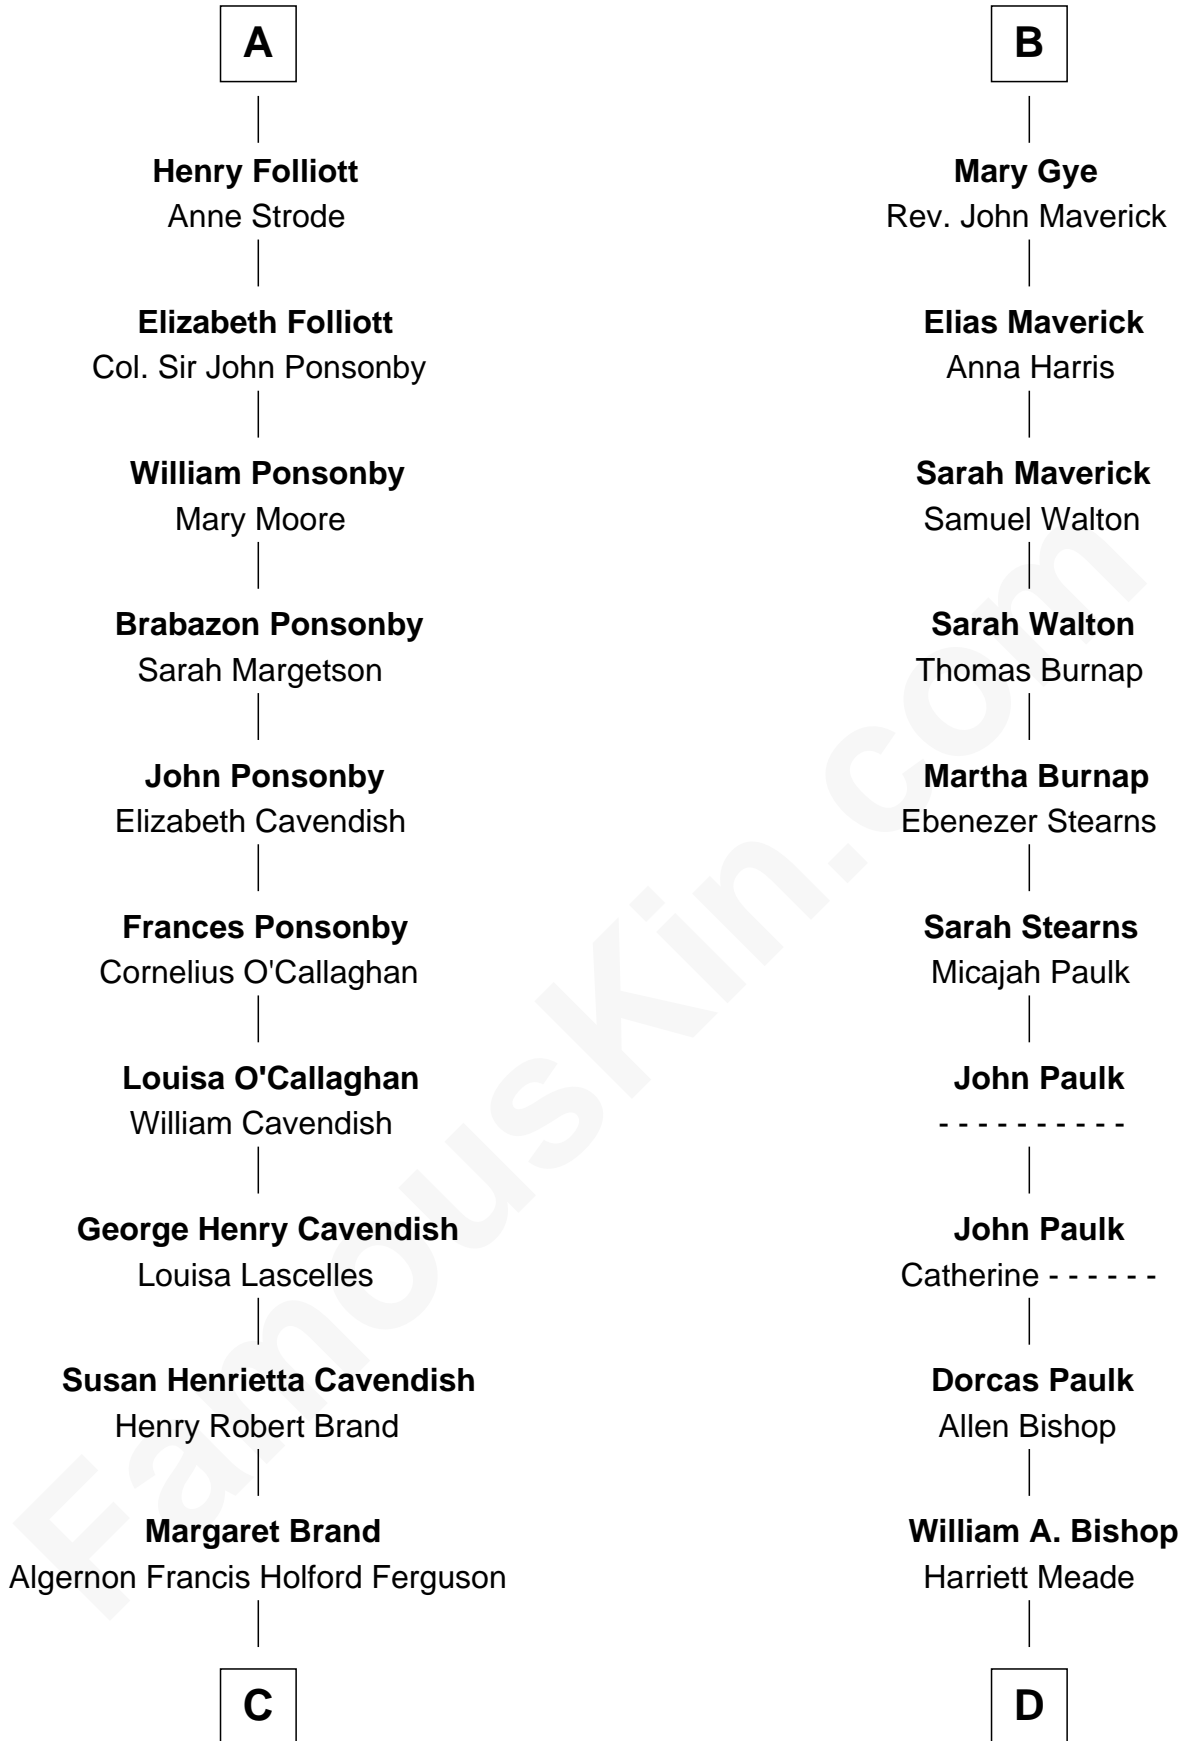 A
Henry Folliott
Anne Strode
Elizabeth Folliott
Col. Sir John Ponsonby
William Ponsonby
Mary Moore
Brabazon Ponsonby
Sarah Margetson
John Ponsonby
Elizabeth Cavendish
Frances Ponsonby
Cornelius O'Callaghan
Louisa O'Callaghan
William Cavendish
George Henry Cavendish
Louisa Lascelles
Susan Henrietta Cavendish
Henry Robert Brand
Margaret Brand
Algernon Francis Holford Ferguson
C
B
Mary Gye
Rev. John Maverick
Elias Maverick
Anna Harris
Sarah Maverick
Samuel Walton
Sarah Walton
Thomas Burnap
Martha Burnap
Ebenezer Stearns
Sarah Stearns
Micajah Paulk
John Paulk
- - - - - - - - - -
John Paulk
Catherine - - - - - -
Dorcas Paulk
Allen Bishop
William A. Bishop
Harriett Meade
D
FamousKin.com